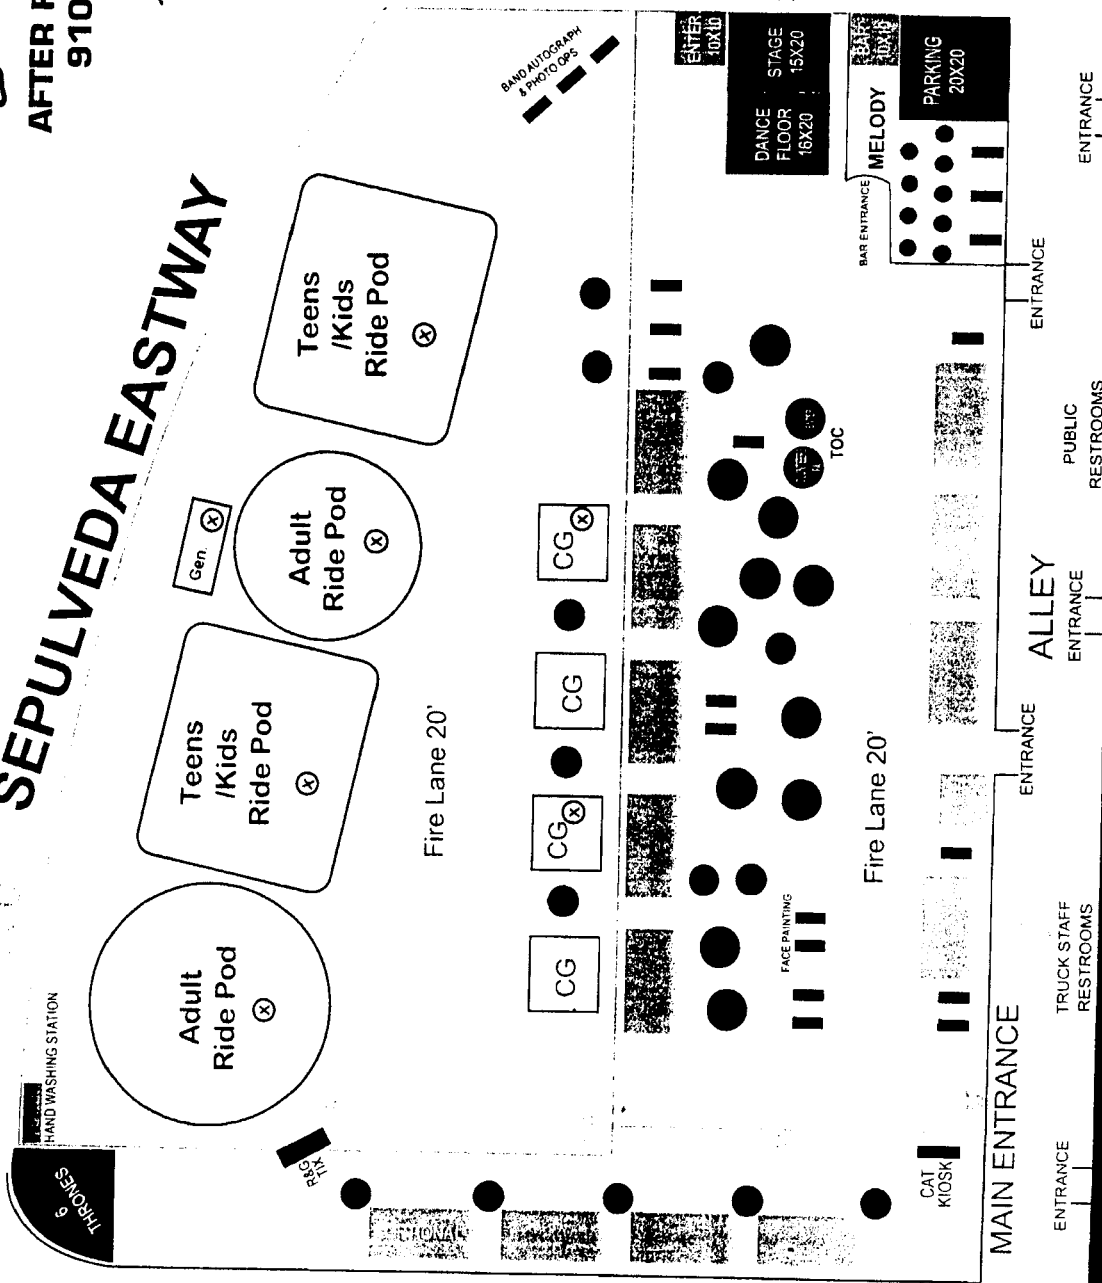 AFTER
910
SEPULVEDA EASTWAY
BAND AUTOGRAPH
& PHOTO OPS
ENTER
10X10
STAGE
15X20
DANCE
FLOOR
16X20
BAR
10X10
PARKING
20X20
MELODY
BAR ENTRANCE
ENTRANCE
ENTRANCE
Teens
/Kids
Ride Pod
X
Gen.
X
Adult
Ride Pod
X
Teens
/Kids
Ride Pod
X
Adult
Ride Pod
X
Fire Lane 20'
CG
X
CG
CG
X
CG
TOC
FACE PAINTING
Fire Lane 20'
PUBLIC
RESTROOMS
ALLEY
ENTRANCE
ENTRANCE
TRUCK STAFF
RESTROOMS
HAND WASHING STATION
6
THRONES
R&G
TIX
CAT
KIOSK
MAIN ENTRANCE
ENTRANCE